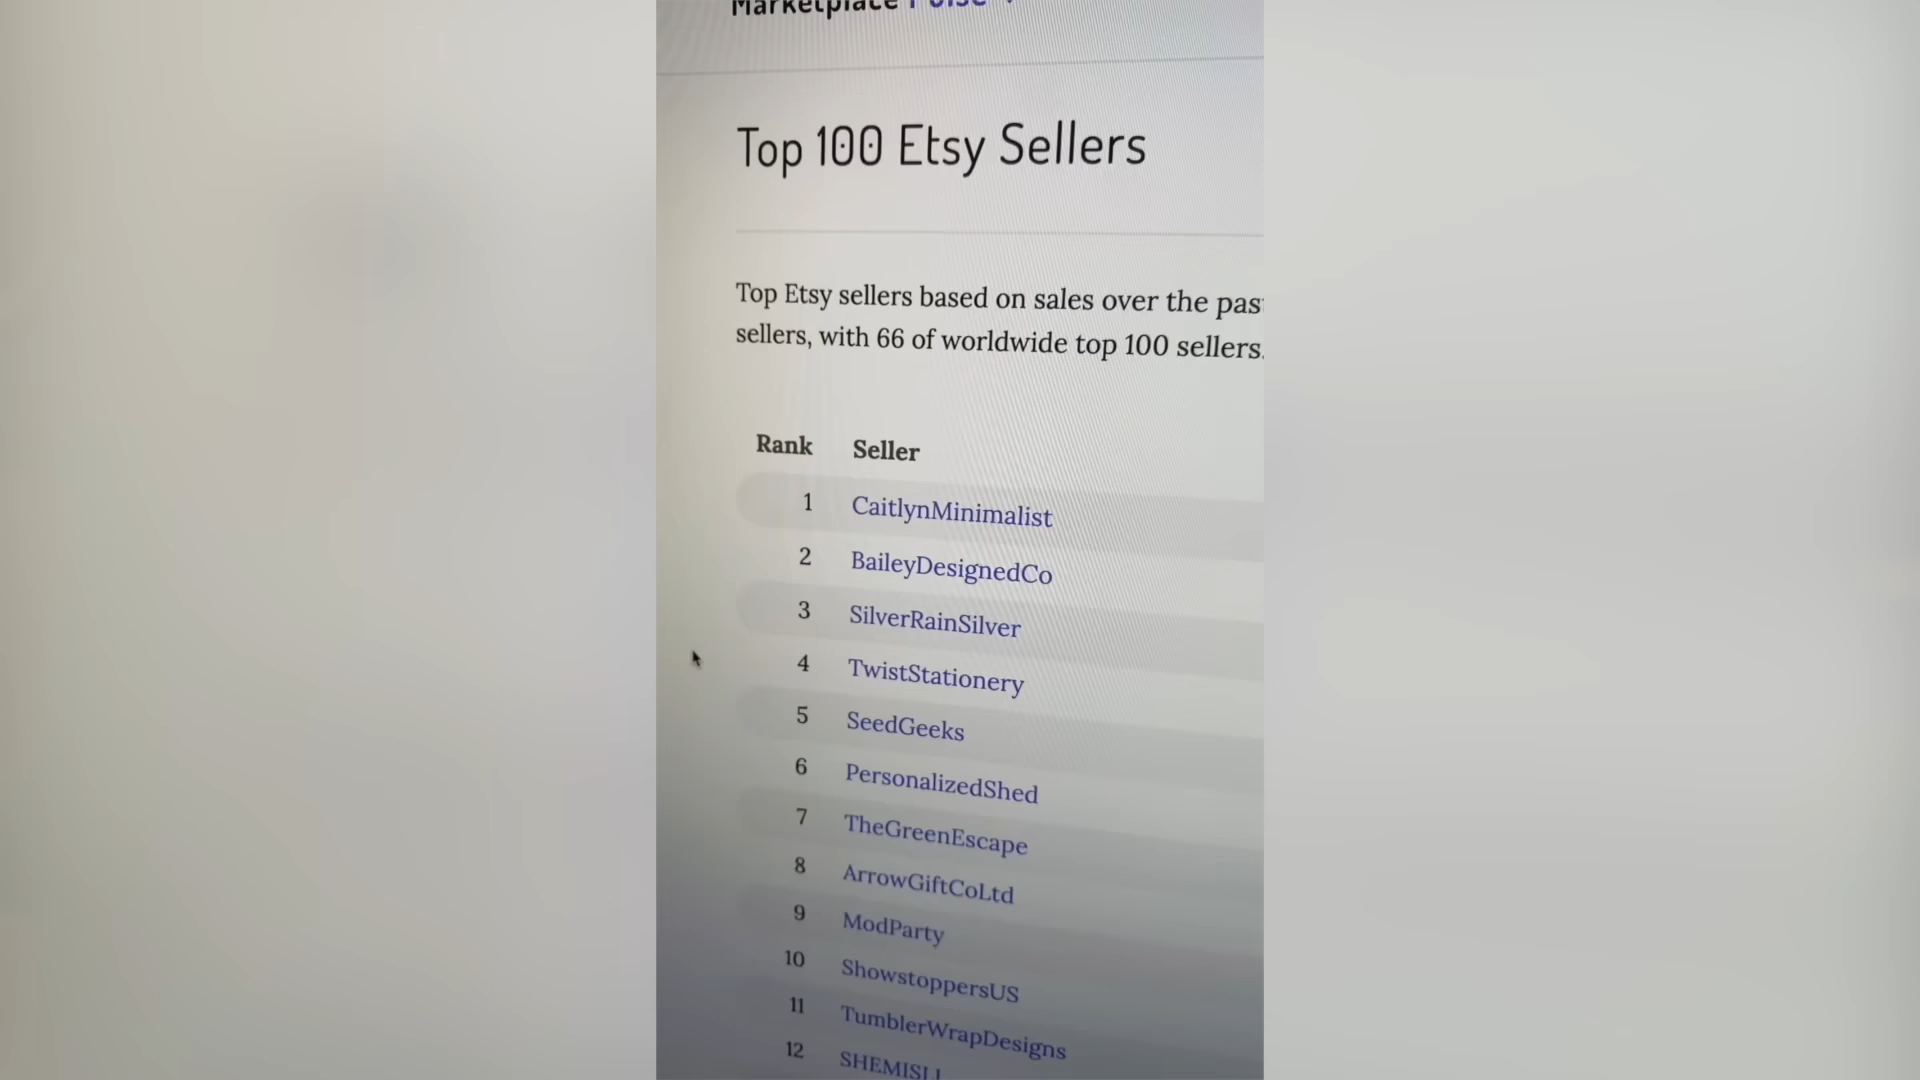 Marketplace Pulse
Top 100 Etsy Sellers
Top Etsy sellers based on sales over the
sellers, with 66 of worldwide top 100 sellers.
Rank Seller
1 CaitlynMinimalist
2 BaileyDesignedCo
3 SilverRainSilver
4 TwistStationery
5 SeedGeeks
6 PersonalizedShed
7 TheGreenEscape
8 ArrowGiftCoLtd
9 ModParty
10 ShowstoppersUS
11 TumblerWrapDesigns
12